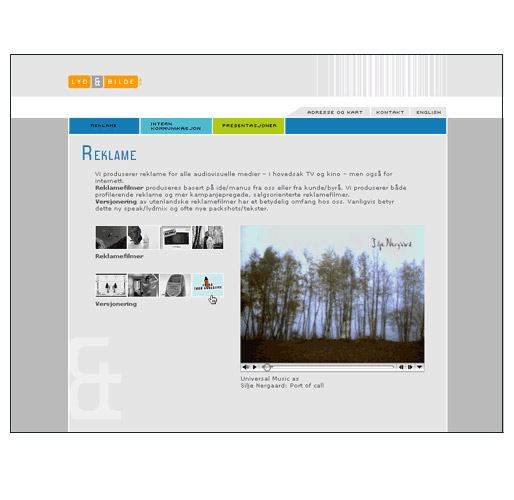 LYD & BILDE
ADRESSE OG KART KONTAKT ENGLISH
REKLAME INTERN KOMMUNIKASJON PRESENTASJONER
REKLAME
Vi produserer reklame for alle audiovisuelle medier – i hovedsak TV og kino – men også for
internett.
Reklamefilmer produseres basert på ide/manus fra oss eller fra kunde/byrå. Vi produserer både
profilerende reklame og mer kampanjepregede, salgsorienterte reklamefilmer.
Versjonering av utenlandske reklamefilmer har et betydelig omfang hos oss. Vanligvis betyr
dette ny speak/lydmix og ofte nye packshots/tekster.
Silje Nergaard
Reklamefilmer
Versjonering
Universal Music as
Silje Nergaard: Port of call
&